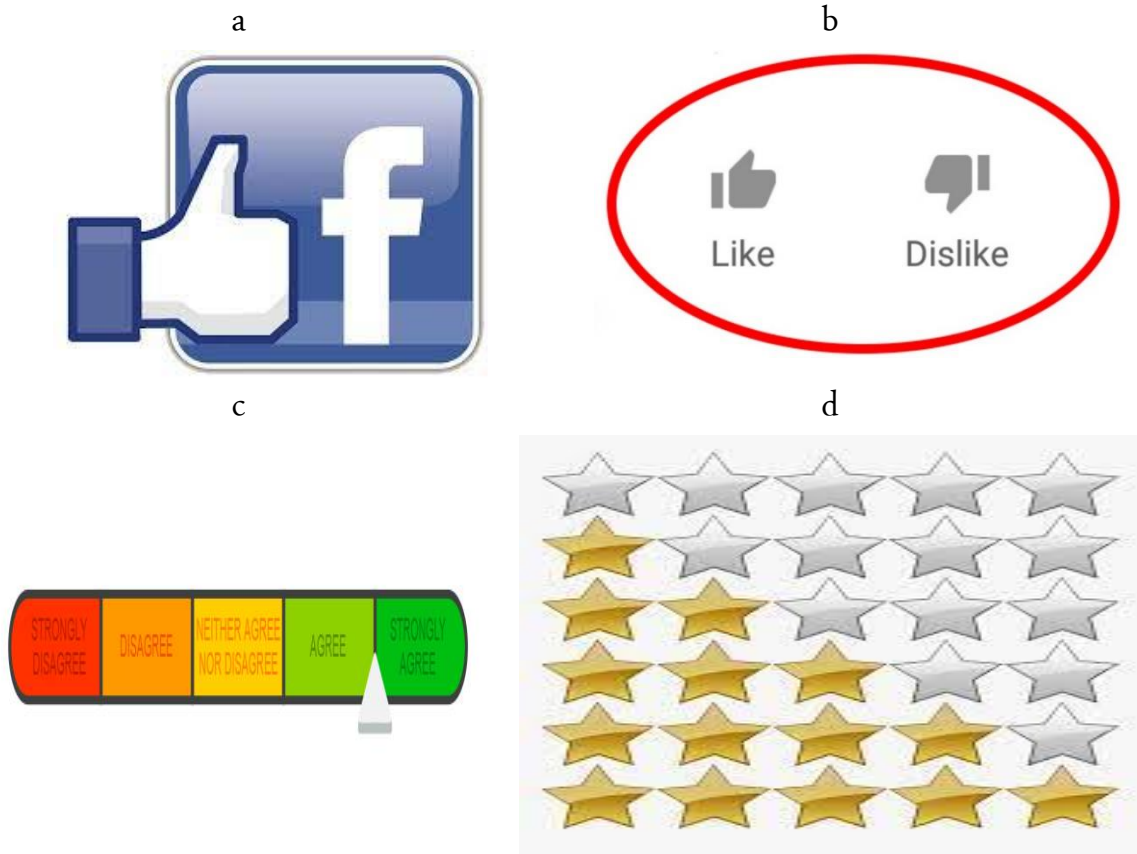 a
b
f
Like
Dislike
c
d
STRONGLY
DISAGREE
DISAGREE
NEITHER AGREE
NOR DISAGREE
AGREE
STRONGLY
AGREE